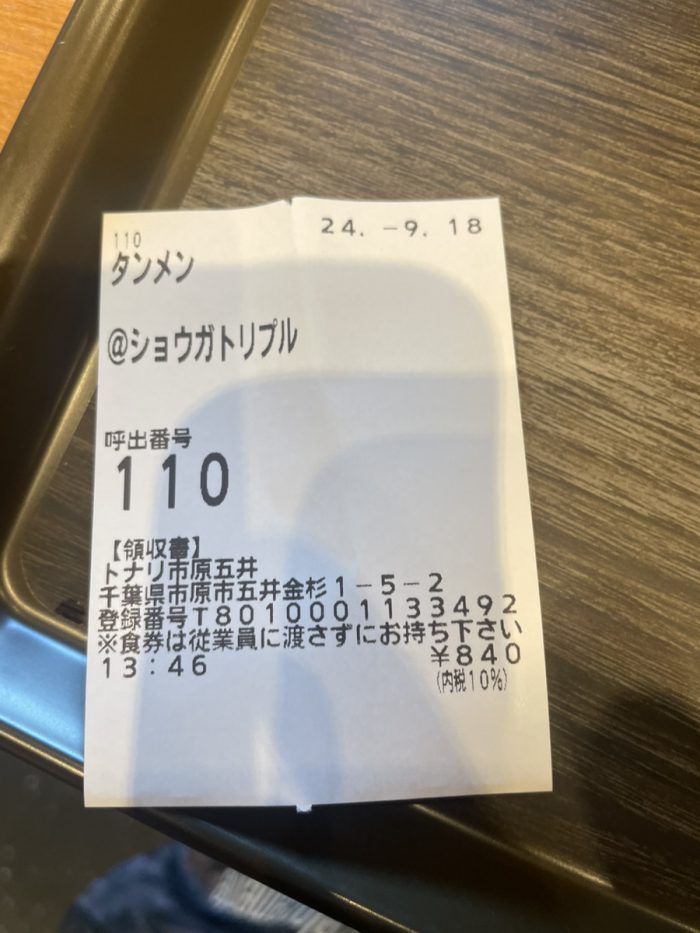 110
24. -9. 18
タンメン
@ショウガトリプル
呼出番号
110
【領収書】
トナリ市原五井
千葉県市原市五井金杉1-5-2
登録番号T8010001133492
※食券は従業員に渡さずにお持ち下さい
¥840
13:46
(内税10%)